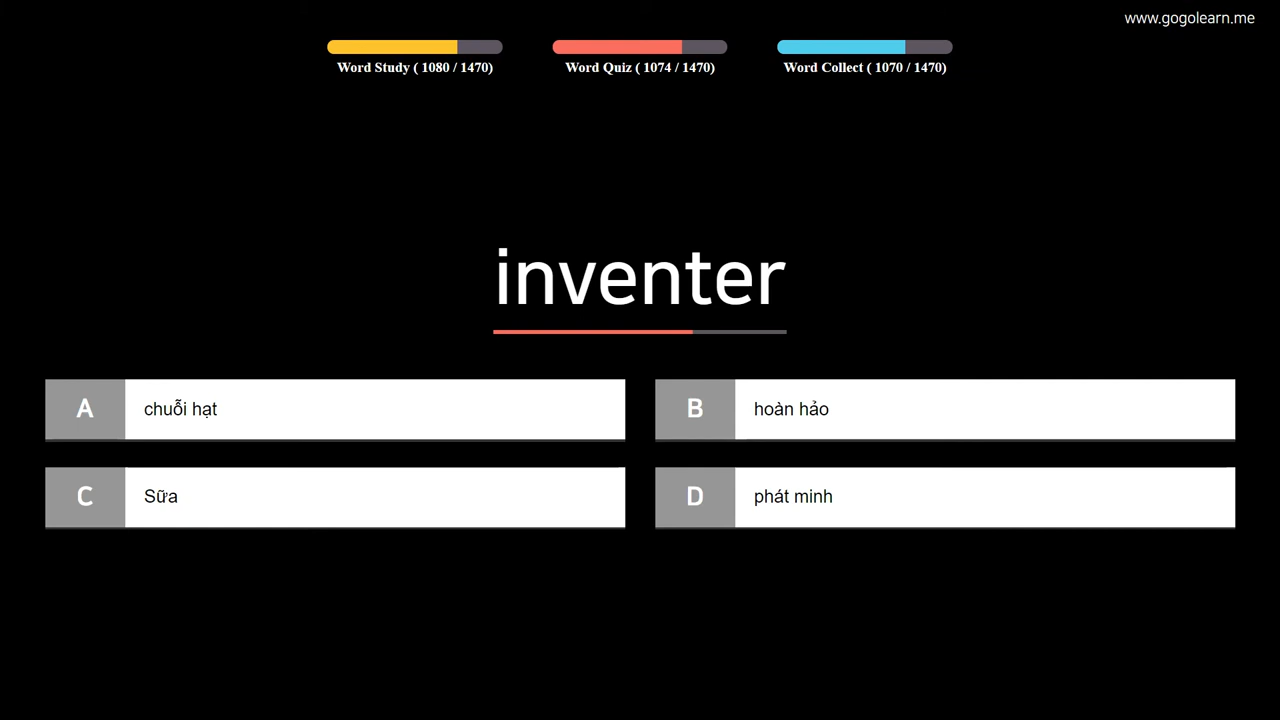 www.gogolearn.me
Word Study ( 1080 / 1470)
Word Quiz ( 1074 / 1470)
Word Collect ( 1070 / 1470)
inventer
A chuỗi hạt
B hoàn hảo
C Sữa
D phát minh